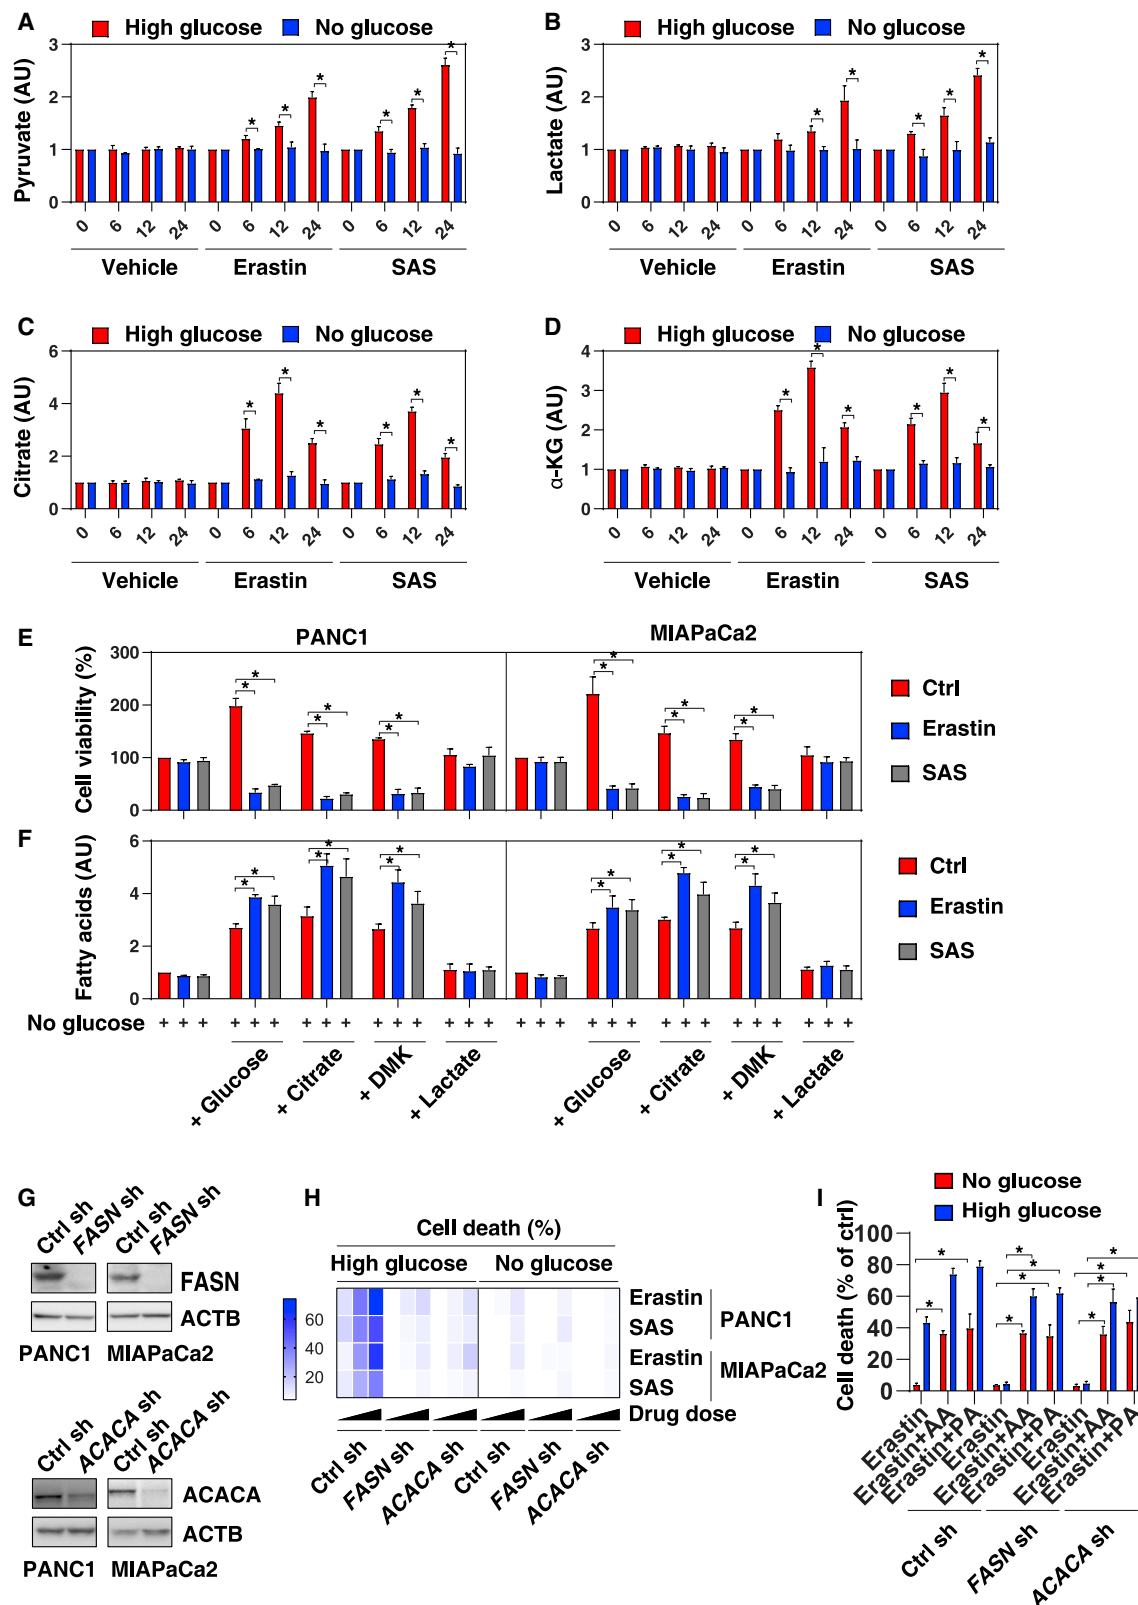 A
High glucose No glucose
Pyruvate (AU)
3
2
1
0
0 6 12 24 0 6 12 24 0 6 12 24
Vehicle Erastin SAS
* * * * * *
B
High glucose No glucose
Lactate (AU)
3
2
1
0
0 6 12 24 0 6 12 24 0 6 12 24
Vehicle Erastin SAS
* * * * *
C
High glucose No glucose
Citrate (AU)
6
4
2
0
0 6 12 24 0 6 12 24 0 6 12 24
Vehicle Erastin SAS
* * * * * *
D
High glucose No glucose
α-KG (AU)
4
3
2
1
0
0 6 12 24 0 6 12 24 0 6 12 24
Vehicle Erastin SAS
* * * * * *
E
PANC1 MIAPaCa2
Cell viability (%)
300
200
100
0
* * * * * * * * * * * *
Ctrl
Erastin
SAS
F
Fatty acids (AU)
6
4
2
0
* * * * * * * * * * * *
Ctrl
Erastin
SAS
No glucose + + + + + + + + + + + + + + + + + + + + + + + + + + + + + +
+ Glucose + Citrate + DMK + Lactate + Glucose + Citrate + DMK + Lactate
G
Ctrl sh FASN sh Ctrl sh FASN sh
FASN
ACTB
PANC1 MIAPaCa2
Ctrl sh ACACA sh Ctrl sh ACACA sh
ACACA
ACTB
PANC1 MIAPaCa2
H
Cell death (%)
High glucose No glucose
60
40
20
Erastin
SAS
PANC1
Erastin
SAS
MIAPaCa2
Drug dose
Ctrl sh FASN sh ACACA sh Ctrl sh FASN sh ACACA sh
I
No glucose
High glucose
Cell death (% of ctrl)
100
80
60
40
20
0
* * * * * * * * * *
Erastin Erastin+AA Erastin+PA Erastin Erastin+AA Erastin+PA Erastin Erastin+AA Erastin+PA
Ctrl sh FASN sh ACACA sh